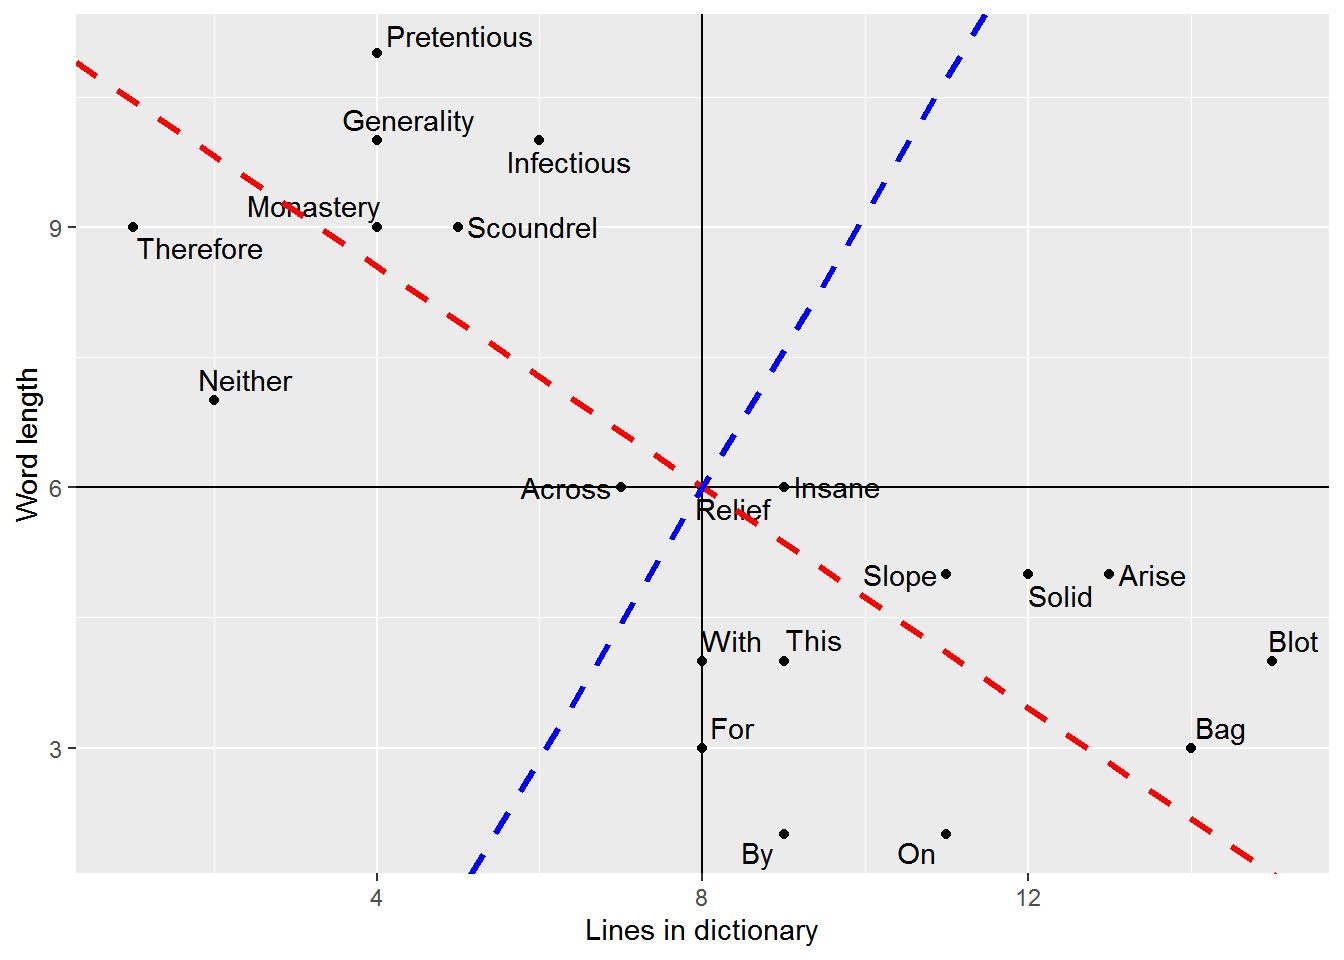 Pretentious
Generality
Infectious
Monastery
Scoundrel
Therefore
Neither
Across
Insane
Relief
Slope
Solid
Arise
With
This
Blot
For
Bag
By
On
9
6
3
4
8
12
Word length
Lines in dictionary